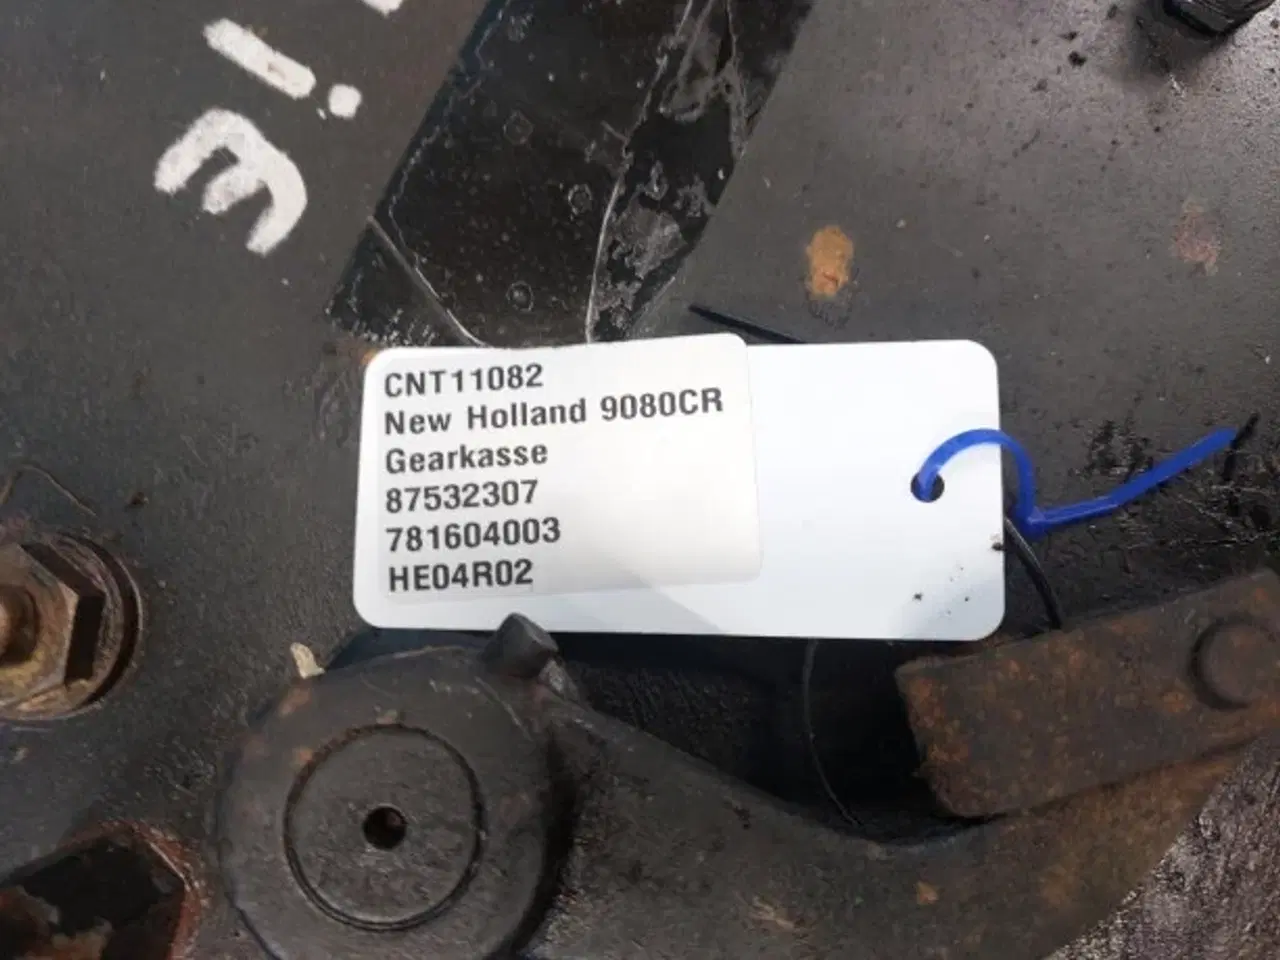 CNT11082
New Holland 9080CR
Gearkasse
87532307
781604003
HE04R02